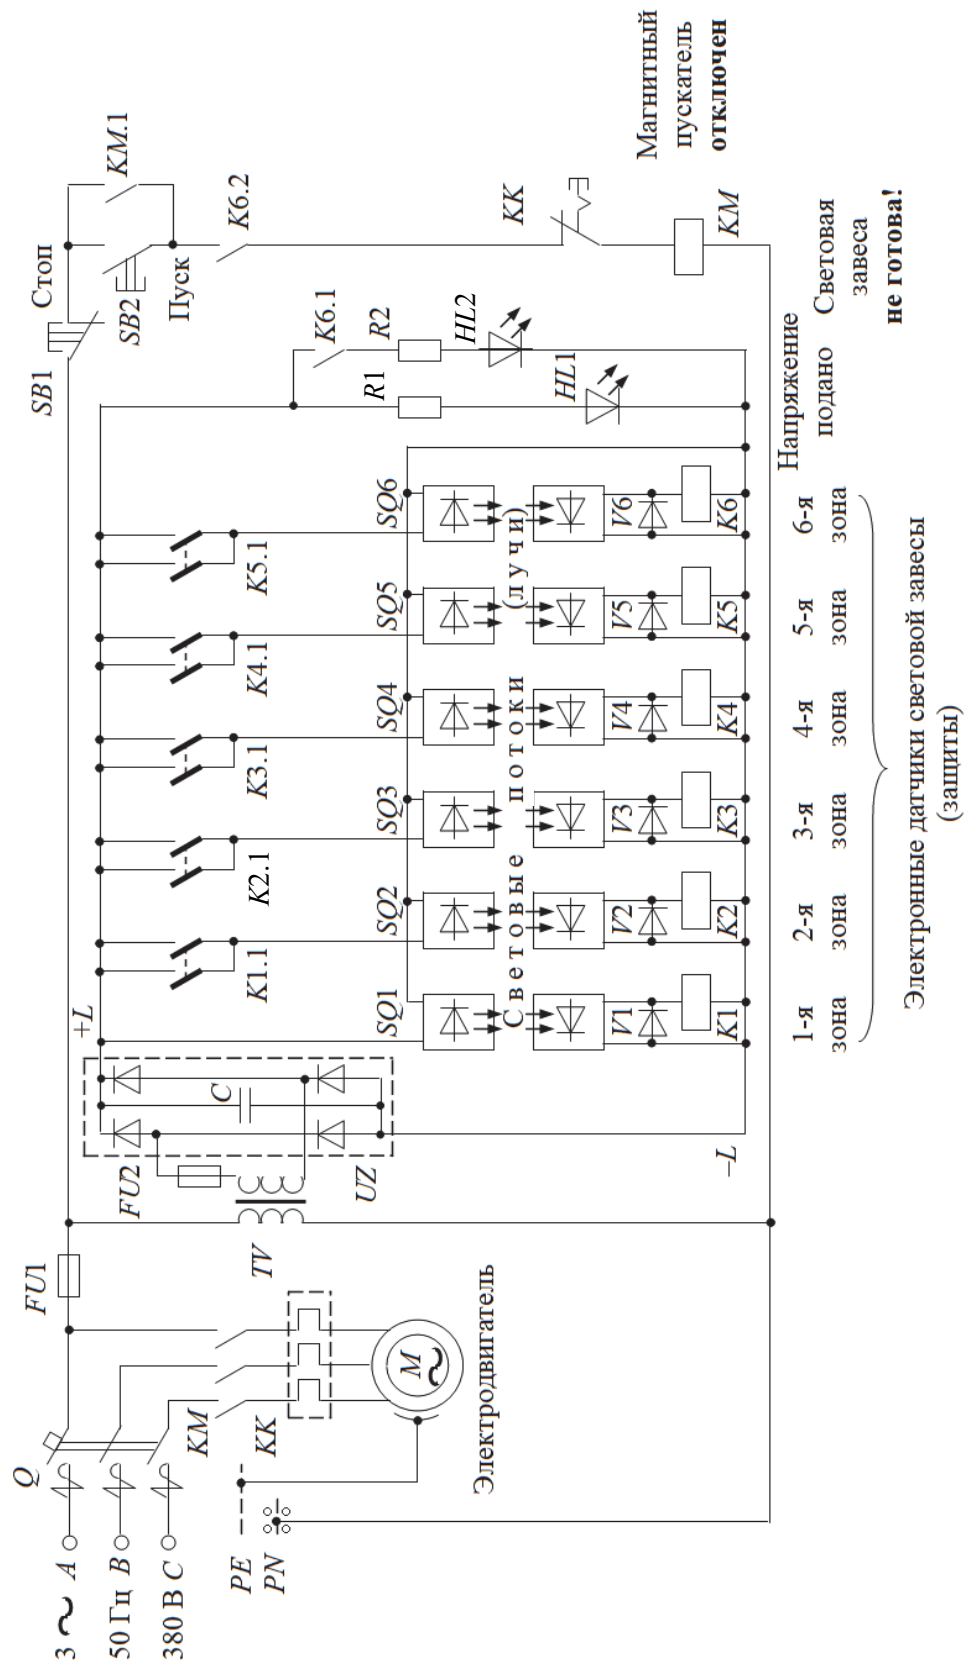 3 ~ A
50 Гц B
380 В C
Q
FU1
PE
PN
KM
KK
M
Электродвигатель
TV
FU2
UZ
C
+L
–L
K1.1
K2.1
K3.1
K4.1
K5.1
SQ1
SQ2
SQ3
SQ4
SQ5
SQ6
Световые потоки (лучи)
V1
V2
V3
V4
V5
V6
K1
K2
K3
K4
K5
K6
1-я зона
2-я зона
3-я зона
4-я зона
5-я зона
6-я зона
Электронные датчики световой завесы
(защиты)
R1
HL1
K6.1
R2
HL2
Напряжение
подано
Световая
завеса
не готова!
SB1
Стоп
SB2
Пуск
KM.1
K6.2
KK
KM
Магнитный
пускатель
отключен